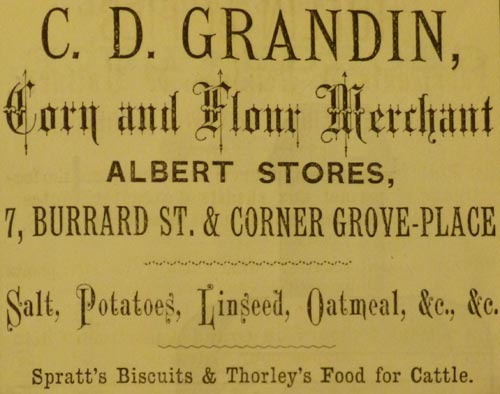 C. D. GRANDIN,
Corn and Flour Merchant
ALBERT STORES,
7, BURRARD ST. & CORNER GROVE-PLACE
Salt, Potatoes, Linseed, Oatmeal, &c., &c.
Spratt's Biscuits & Thorley's Food for Cattle.